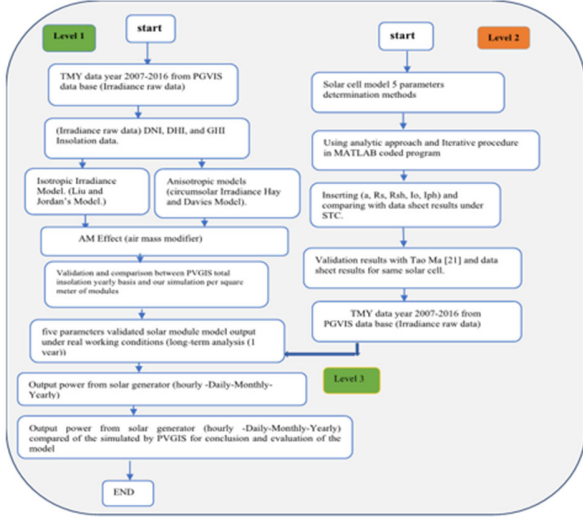 Level 1
start
TMY data year 2007-2016 from PGVIS
data base (Irradiance raw data)
(Irradiance raw data) DNI, DHI, and GHI
Insolation data.
Isotropic Irradiance
Model. (Liu and
Jordan's Model.)
Anisotropic models
(circumsolar Irradiance Hay
and Davies Model).
AM Effect (air mass modifier)
Validation and comparison between PVGIS total
insolation yearly basis and our simulation per square
meter of modules
five parameters validated solar module model output
under real working conditions (long-term analysis (1
year))
Output power from solar generator (hourly -Daily-Monthly-
Yearly)
Output power from solar generator (hourly -Daily-Monthly-Yearly)
compared of the simulated by PVGIS for conclusion and evaluation of the
model
END
start
Level 2
Solar cell model 5 parameters
determination methods
Using analytic approach and Iterative procedure
in MATLAB coded program
Inserting (a, Rs, Rsh, Io, Iph) and
comparing with data sheet results under
STC.
Validation results with Tao Ma [21] and data
sheet results for same solar cell.
TMY data year 2007-2016 from
PGVIS data base (Irradiance raw data)
Level 3